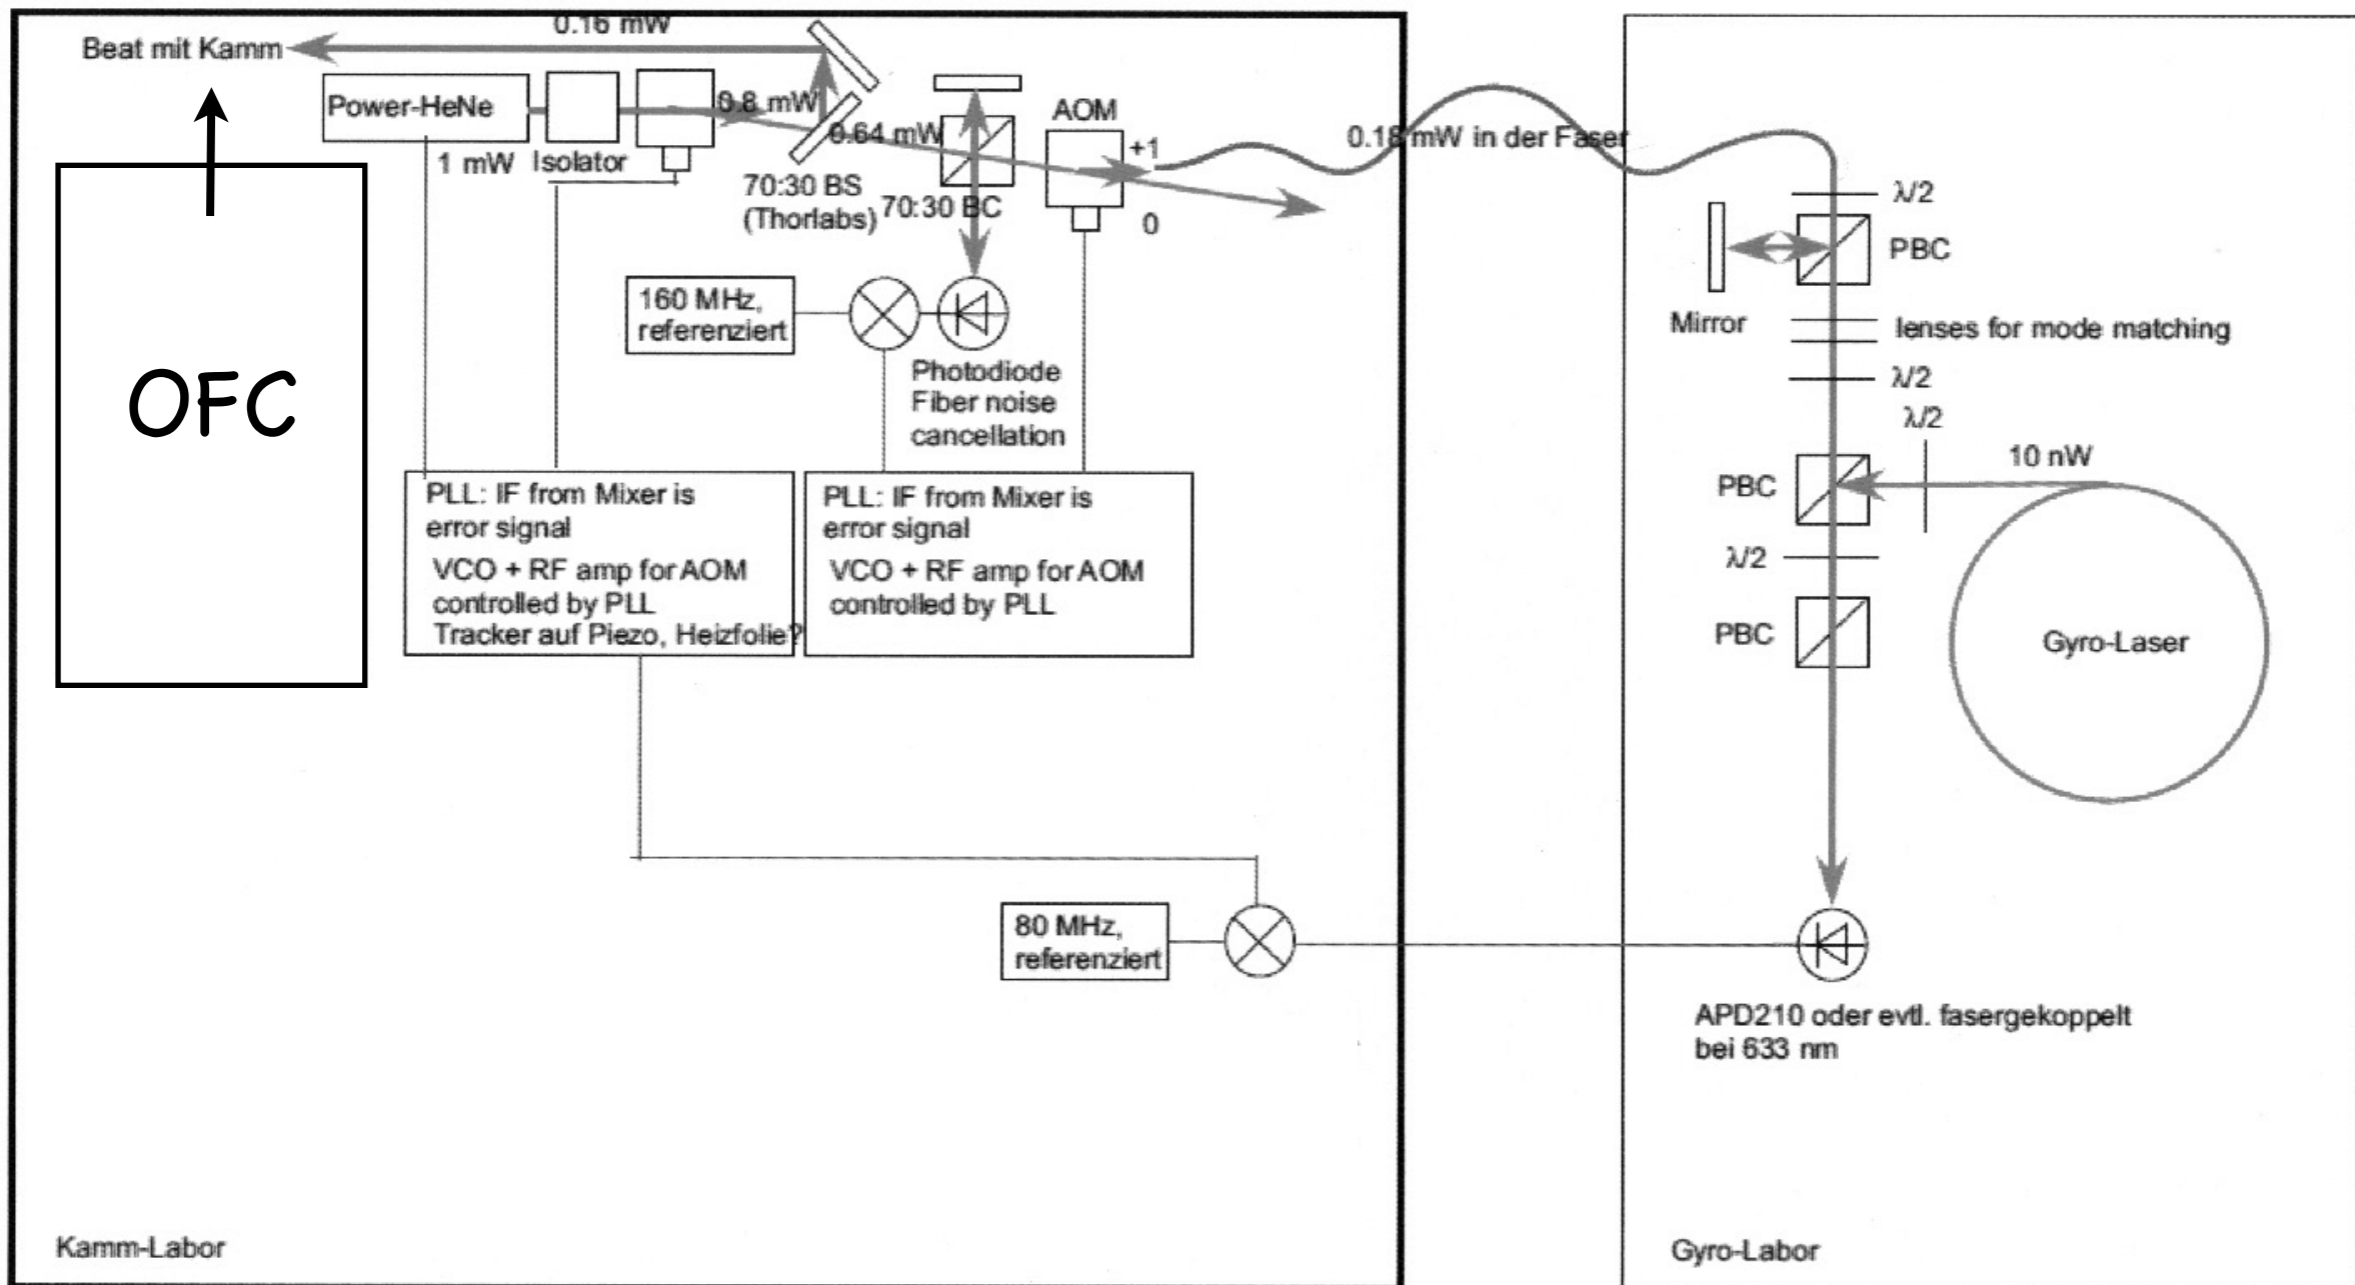 0.16 mW
Beat mit Kamm
Power-HeNe
0.8 mW
0.64 mW
AOM
+1
0
0.18 mW in der Faser
1 mW
Isolator
70:30 BS
(Thorlabs)
70:30 BC
160 MHz,
referenziert
Photodiode
Fiber noise
cancellation
OFC
PLL: IF from Mixer is
error signal
VCO + RF amp for AOM
controlled by PLL
Tracker auf Piezo, Heizfolie?
PLL: IF from Mixer is
error signal
VCO + RF amp for AOM
controlled by PLL
80 MHz,
referenziert
Kamm-Labor
λ/2
PBC
Mirror
lenses for mode matching
λ/2
λ/2
10 nW
PBC
λ/2
PBC
Gyro-Laser
APD210 oder evtl. fasergekoppelt
bei 633 nm
Gyro-Labor